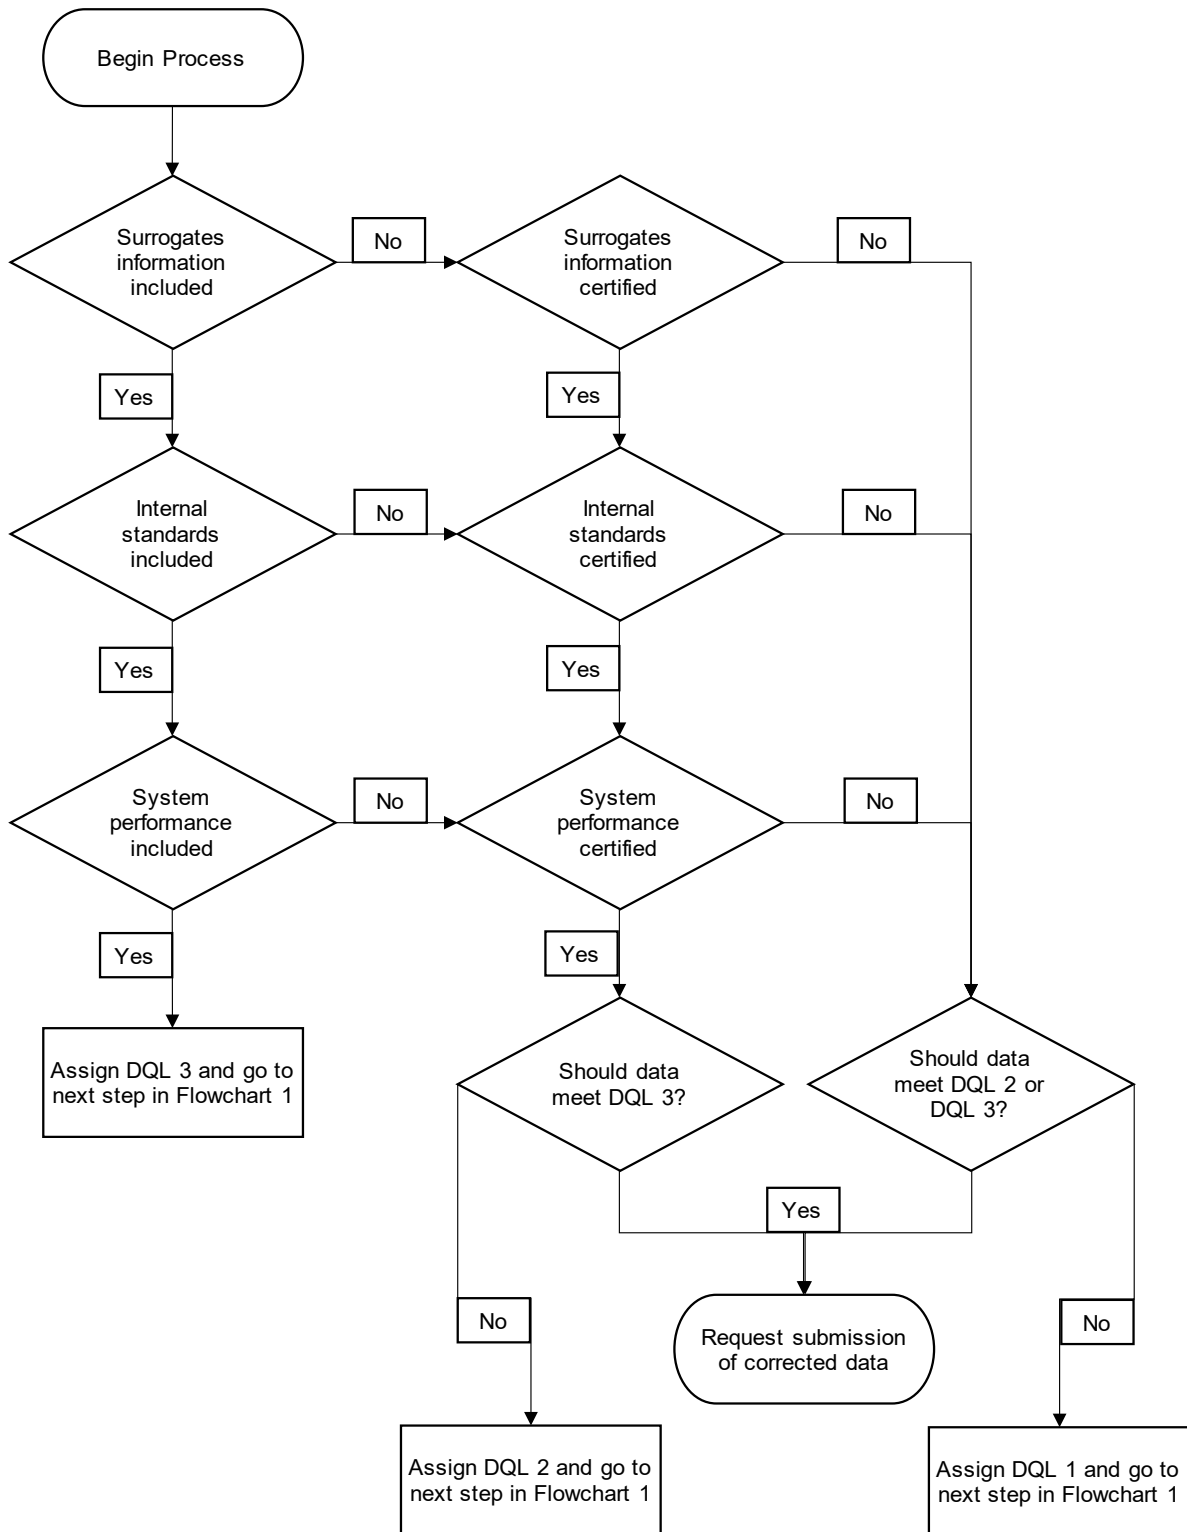 Begin Process
Surrogates
information
included
No
Surrogates
information
certified
No
Yes
Yes
Internal
standards
included
No
Internal
standards
certified
No
Yes
Yes
System
performance
included
No
System
performance
certified
No
Yes
Yes
Assign DQL 3 and go to
next step in Flowchart 1
Should data
meet DQL 3?
Should data
meet DQL 2 or
DQL 3?
Yes
No
Request submission
of corrected data
No
Assign DQL 2 and go to
next step in Flowchart 1
Assign DQL 1 and go to
next step in Flowchart 1